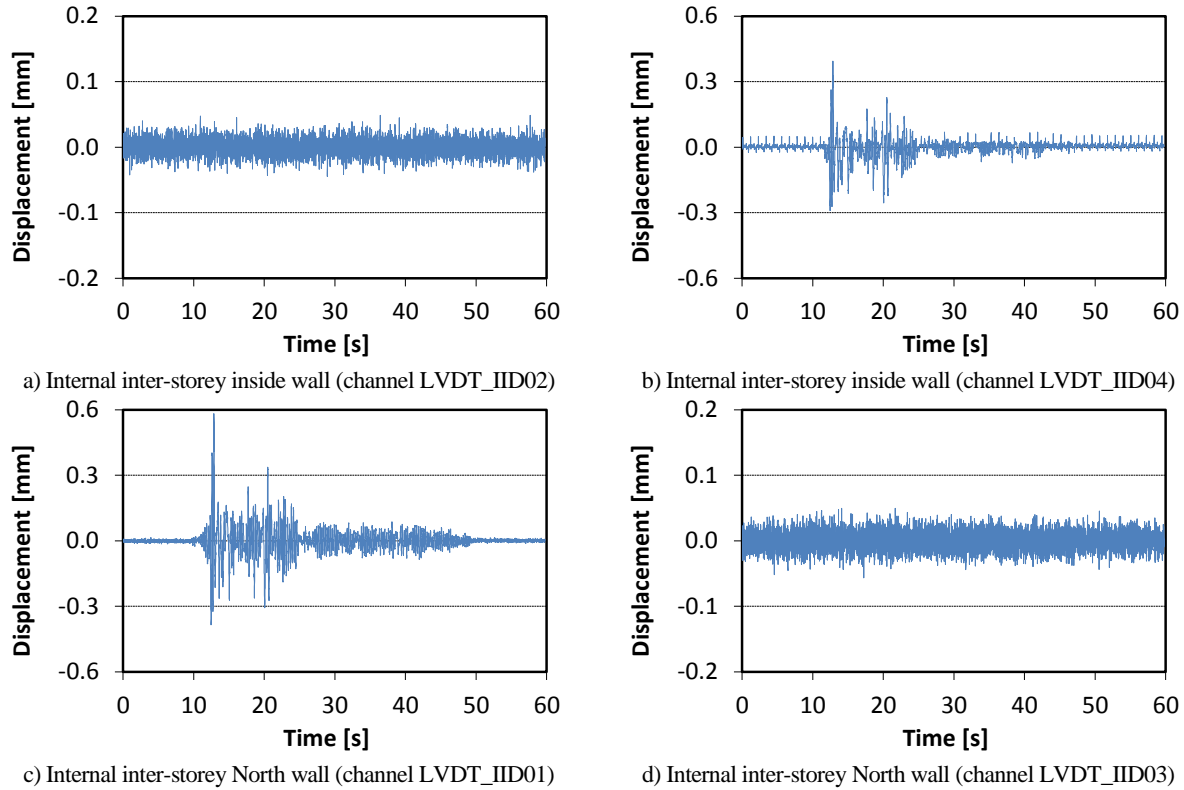 0.2
0.1
0.0
-0.1
-0.2
Displacement [mm]
0 10 20 30 40 50 60
Time [s]
a) Internal inter-storey inside wall (channel LVDT_IID02)
0.6
0.3
0.0
-0.3
-0.6
Displacement [mm]
0 10 20 30 40 50 60
Time [s]
b) Internal inter-storey inside wall (channel LVDT_IID04)
0.6
0.3
0.0
-0.3
-0.6
Displacement [mm]
0 10 20 30 40 50 60
Time [s]
c) Internal inter-storey North wall (channel LVDT_IID01)
0.2
0.1
0.0
-0.1
-0.2
Displacement [mm]
0 10 20 30 40 50 60
Time [s]
d) Internal inter-storey North wall (channel LVDT_IID03)